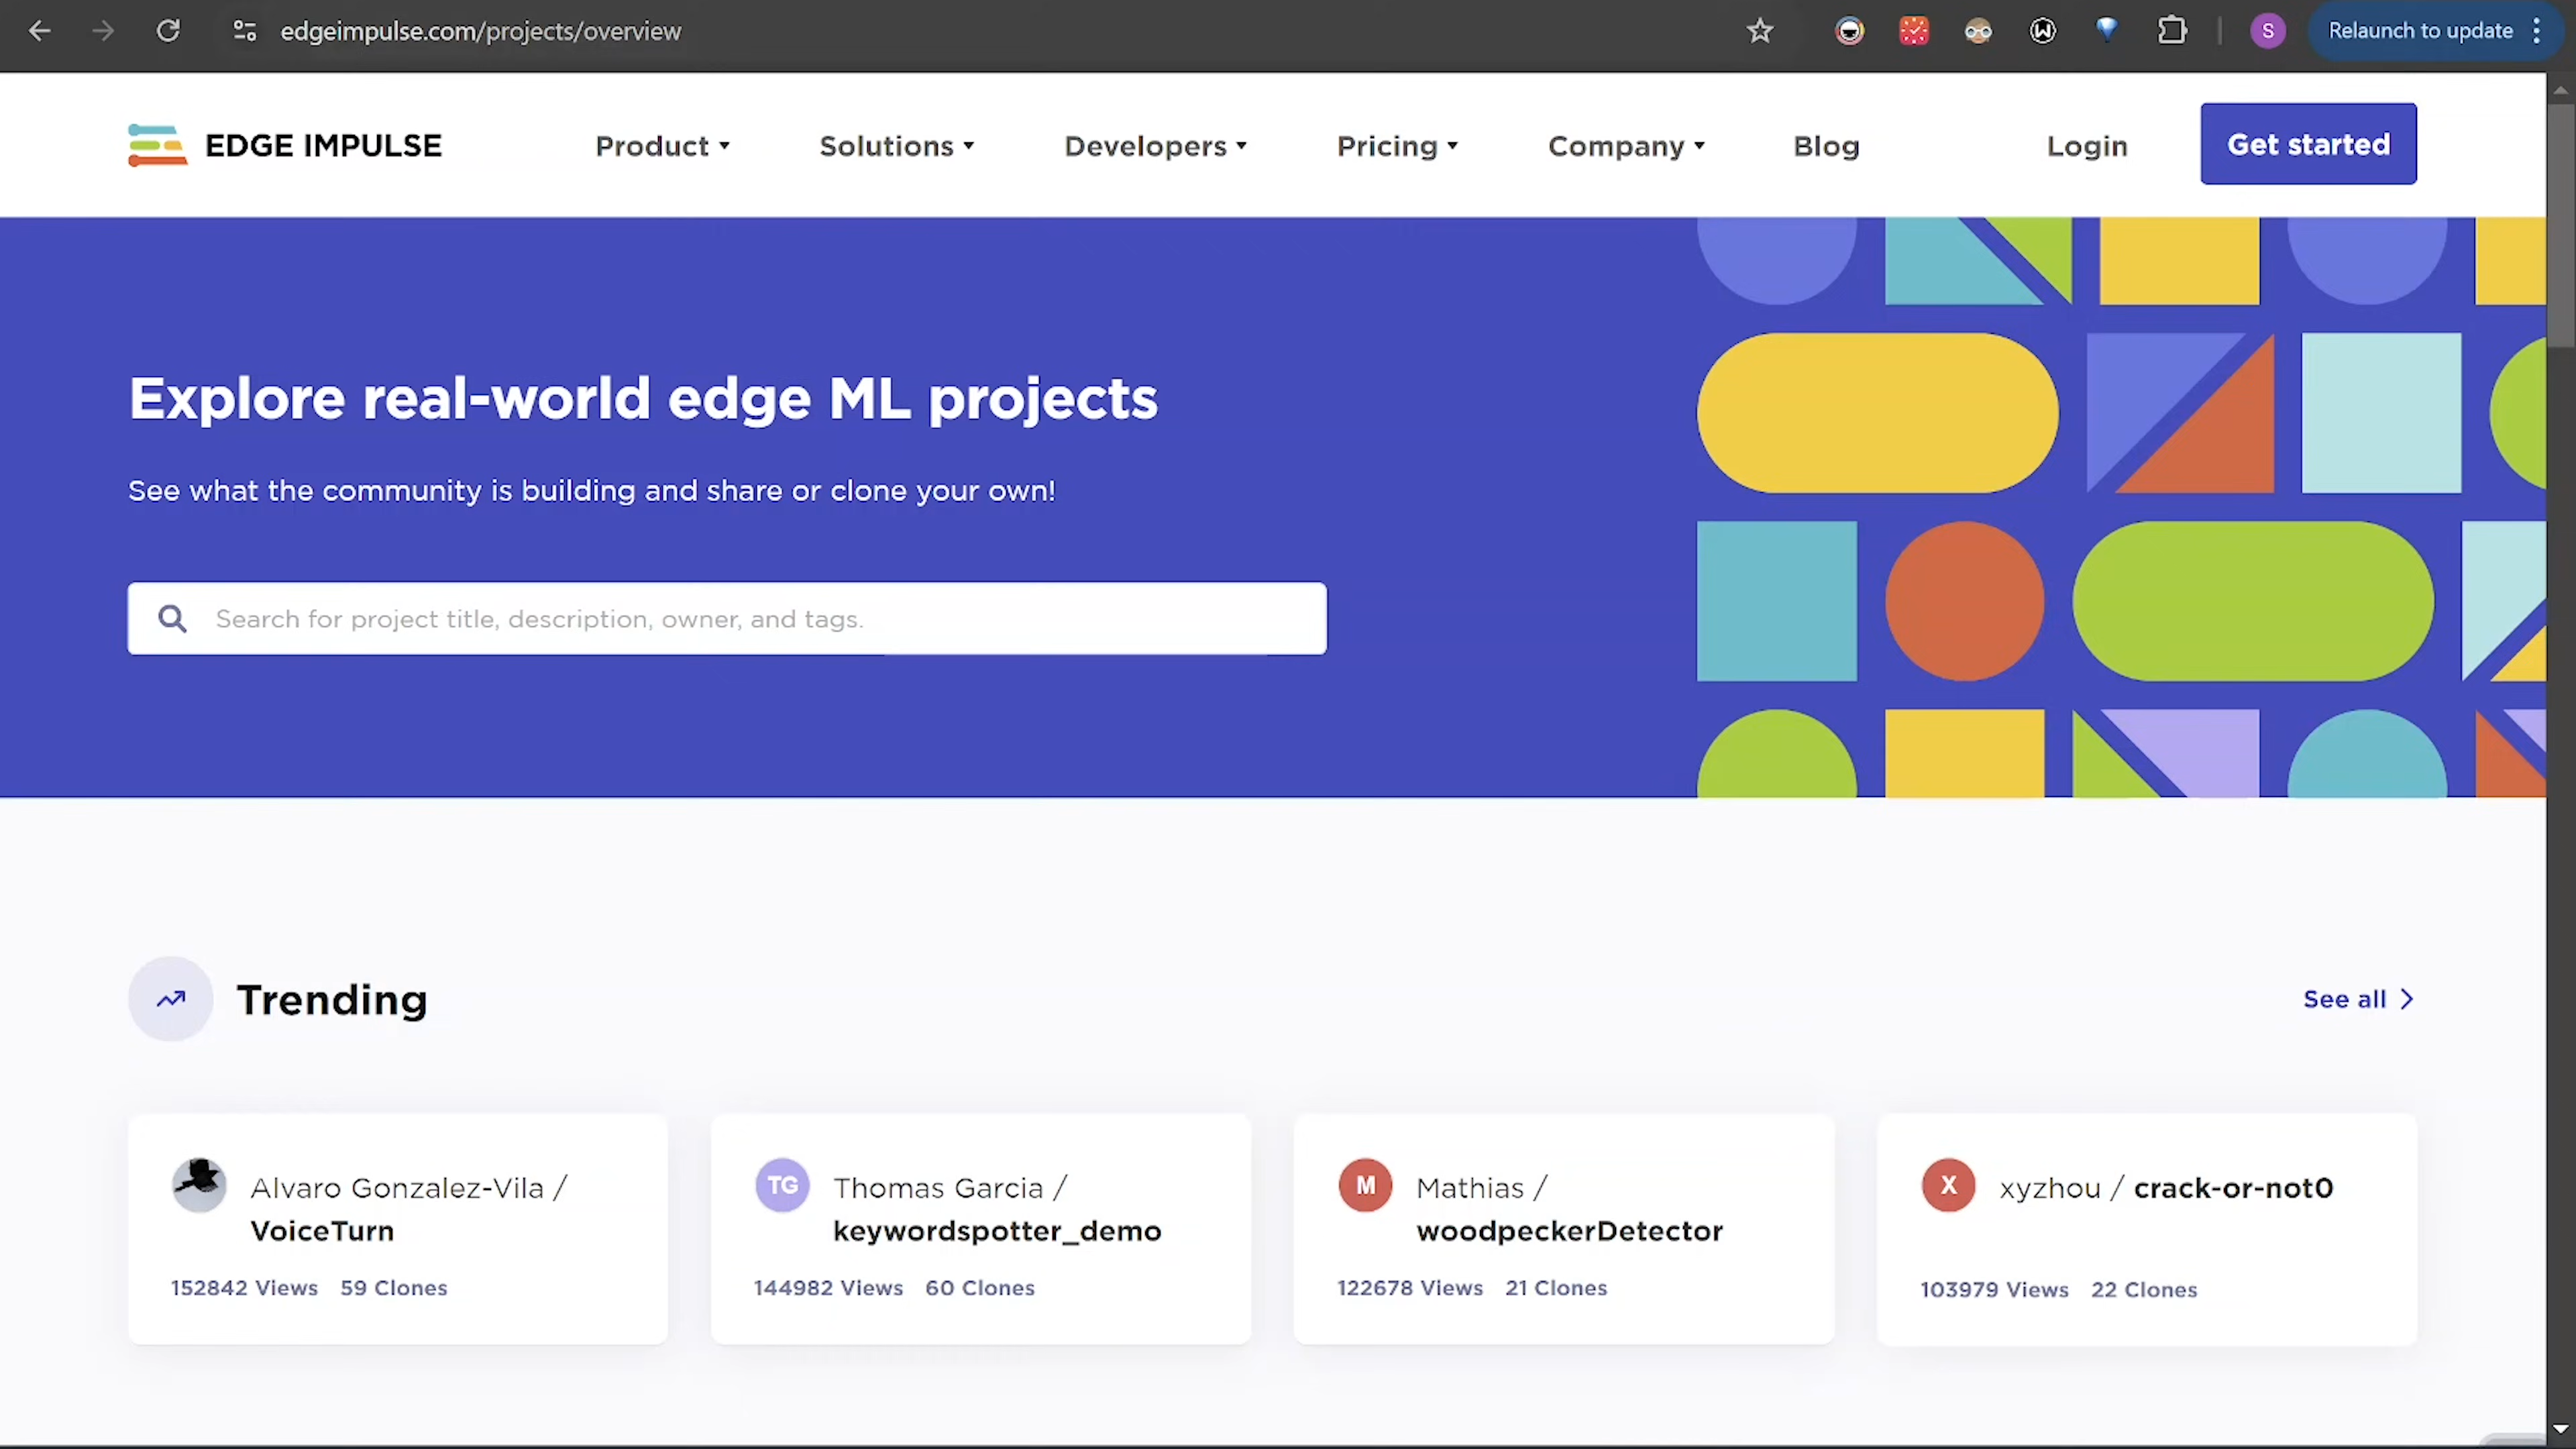 edgeimpulse.com/projects/overview
S
Relaunch to update
EDGE IMPULSE
Product
Solutions
Developers
Pricing
Company
Blog
Login
Get started
Explore real-world edge ML projects
See what the community is building and share or clone your own!
Search for project title, description, owner, and tags.
Trending
See all
Alvaro Gonzalez-Vila /
VoiceTurn
152842 Views 59 Clones
TG
Thomas Garcia /
keywordspotter_demo
144982 Views 60 Clones
M
Mathias /
woodpeckerDetector
122678 Views 21 Clones
X
xyzhou / crack-or-not0
103979 Views 22 Clones